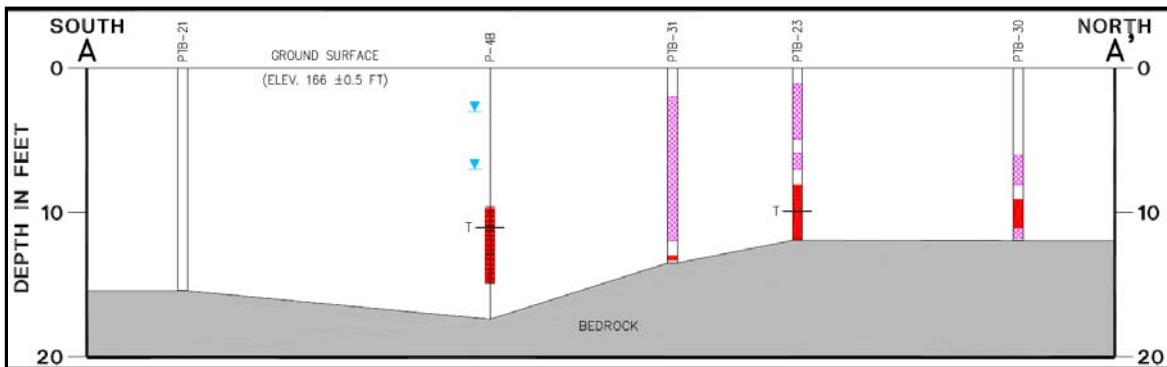 SOUTH
A
PTB-21
GROUND SURFACE
(ELEV. 166 ±0.5 FT)
P-4B
PTB-31
PTB-23
PTB-30
NORTH
A'
0
0
DEPTH IN FEET
10
T
T
10
BEDROCK
20
20